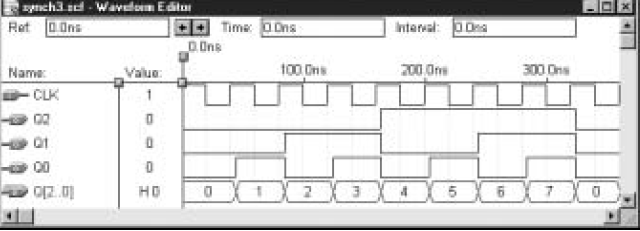 synch3.scf - Waveform Editor
Ref: 0.0ns Time: 0.0ns Interval: 0.0ns
0.0ns
Name: Value: 100.0ns 200.0ns 300.0ns
CLK 1
Q2 0
Q1 0
Q0 0
Q[2..0] H 0 0 1 2 3 4 5 6 7 0